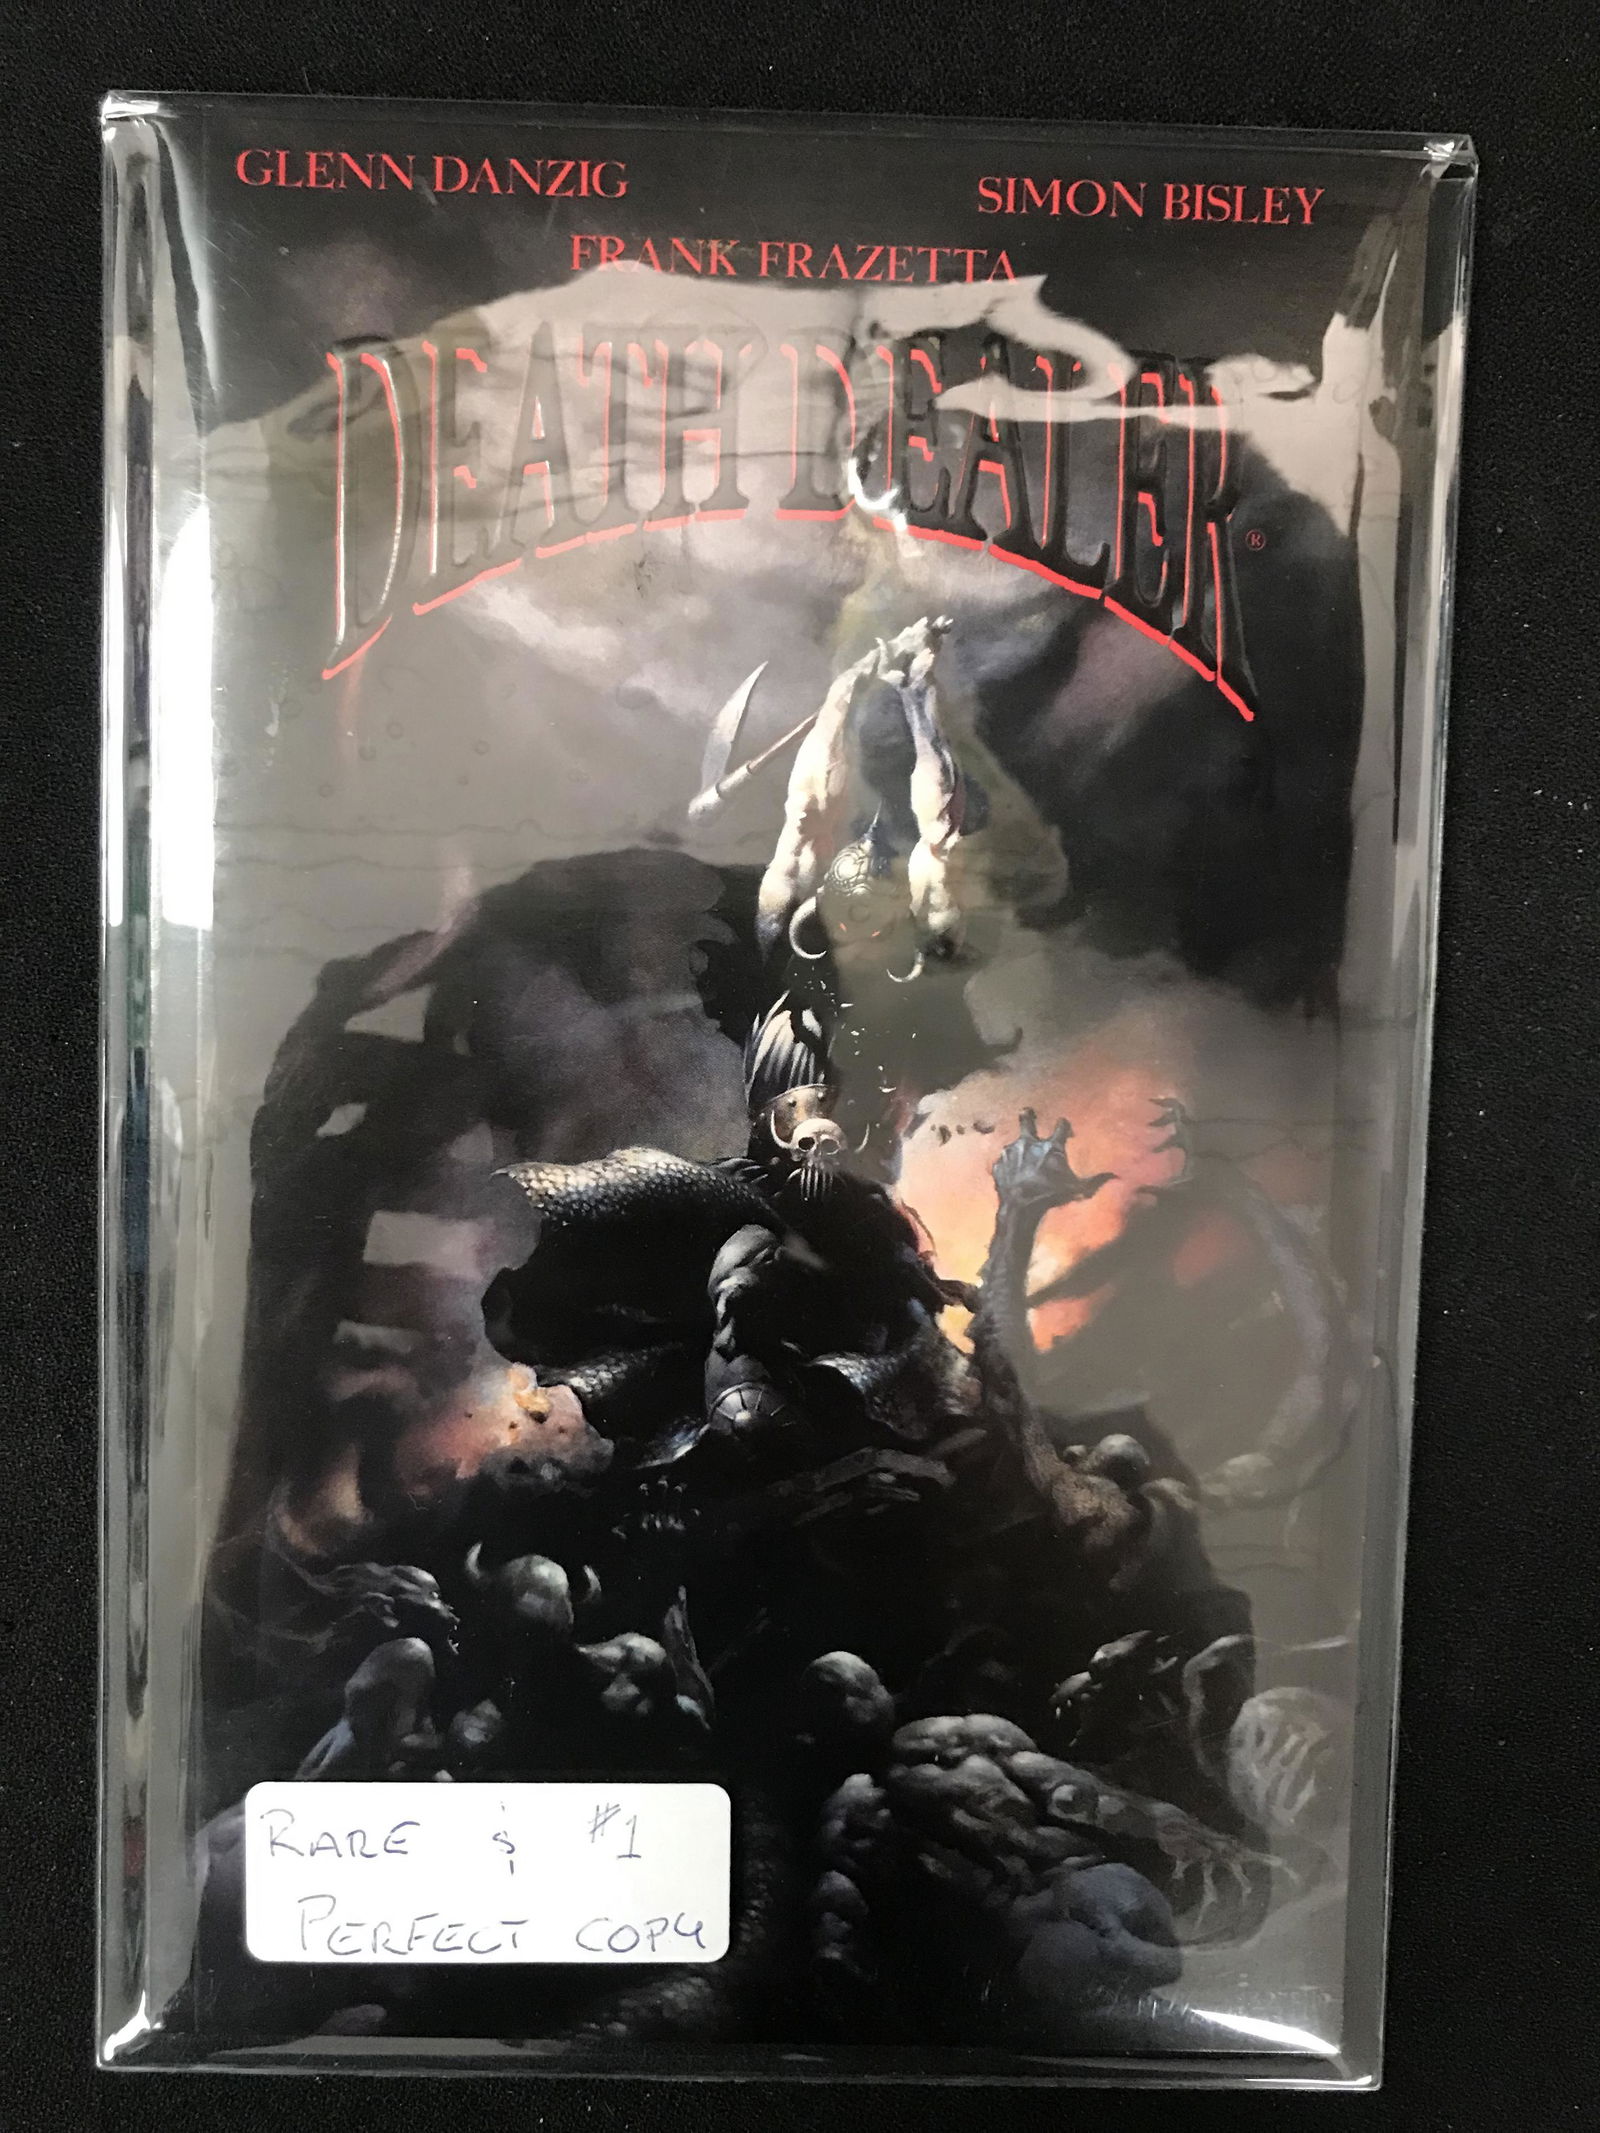 GLENN DANZIG
SIMON BISLEY
FRANK FRAZETTA
DEATH DEALER®
RARE & #1
PERFECT COPY